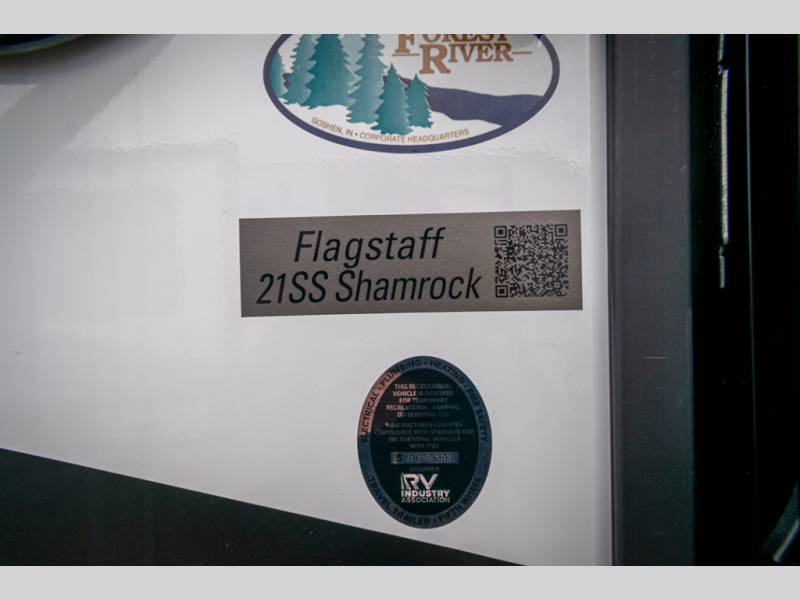 FOREST
RIVER
GOSHEN, IN • CORPORATE HEADQUARTERS
Flagstaff
21SS Shamrock
ELECTRICAL • PLUMBING • HEATING • FIRE SAFETY
THIS RECREATIONAL
VEHICLE IS DESIGNED
FOR TEMPORARY
RECREATIONAL, CAMPING,
OR SEASONAL USE
MANUFACTURER CERTIFIES
COMPLIANCE WITH STANDARD FOR
RECREATIONAL VEHICLES
NFPA 1192
MEMBER
RV
INDUSTRY
ASSOCIATION
TRAVEL TRAILER • FIFTH WHEEL